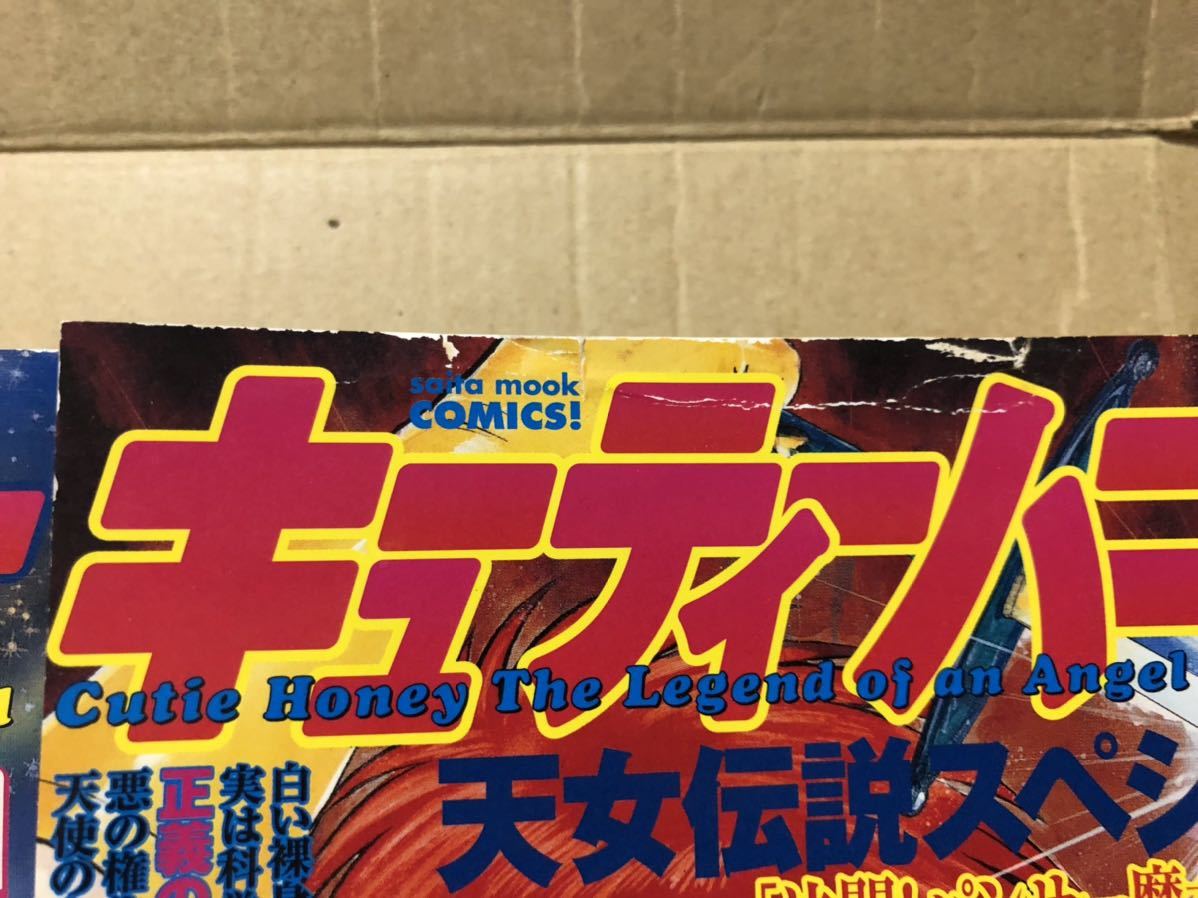 saita mook
COMICS!
キューティーハニ
Cutie Honey The Legend of an Angel
天女伝説スペシ
白い裸身
実は科学
正義の
悪の権
天使の